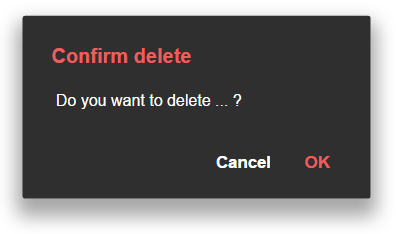 Confirm delete
Do you want to delete ... ?
Cancel OK